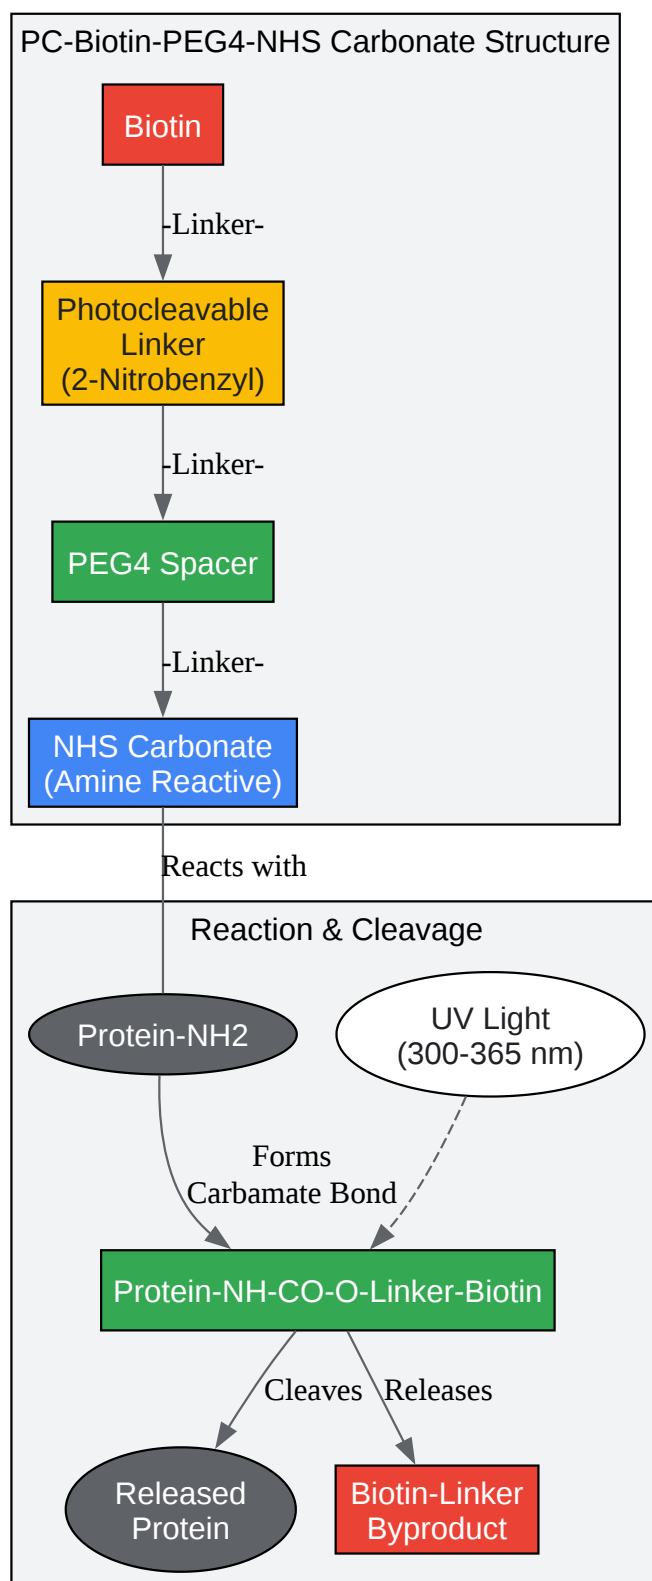 PC-Biotin-PEG4-NHS Carbonate Structure
Biotin
-Linker-
Photocleavable
Linker
(2-Nitrobenzyl)
-Linker-
PEG4 Spacer
-Linker-
NHS Carbonate
(Amine Reactive)
Reacts with
Reaction & Cleavage
Protein-NH2
UV Light
(300-365 nm)
Forms
Carbamate Bond
Protein-NH-CO-O-Linker-Biotin
Cleaves
Releases
Released
Protein
Biotin-Linker
Byproduct